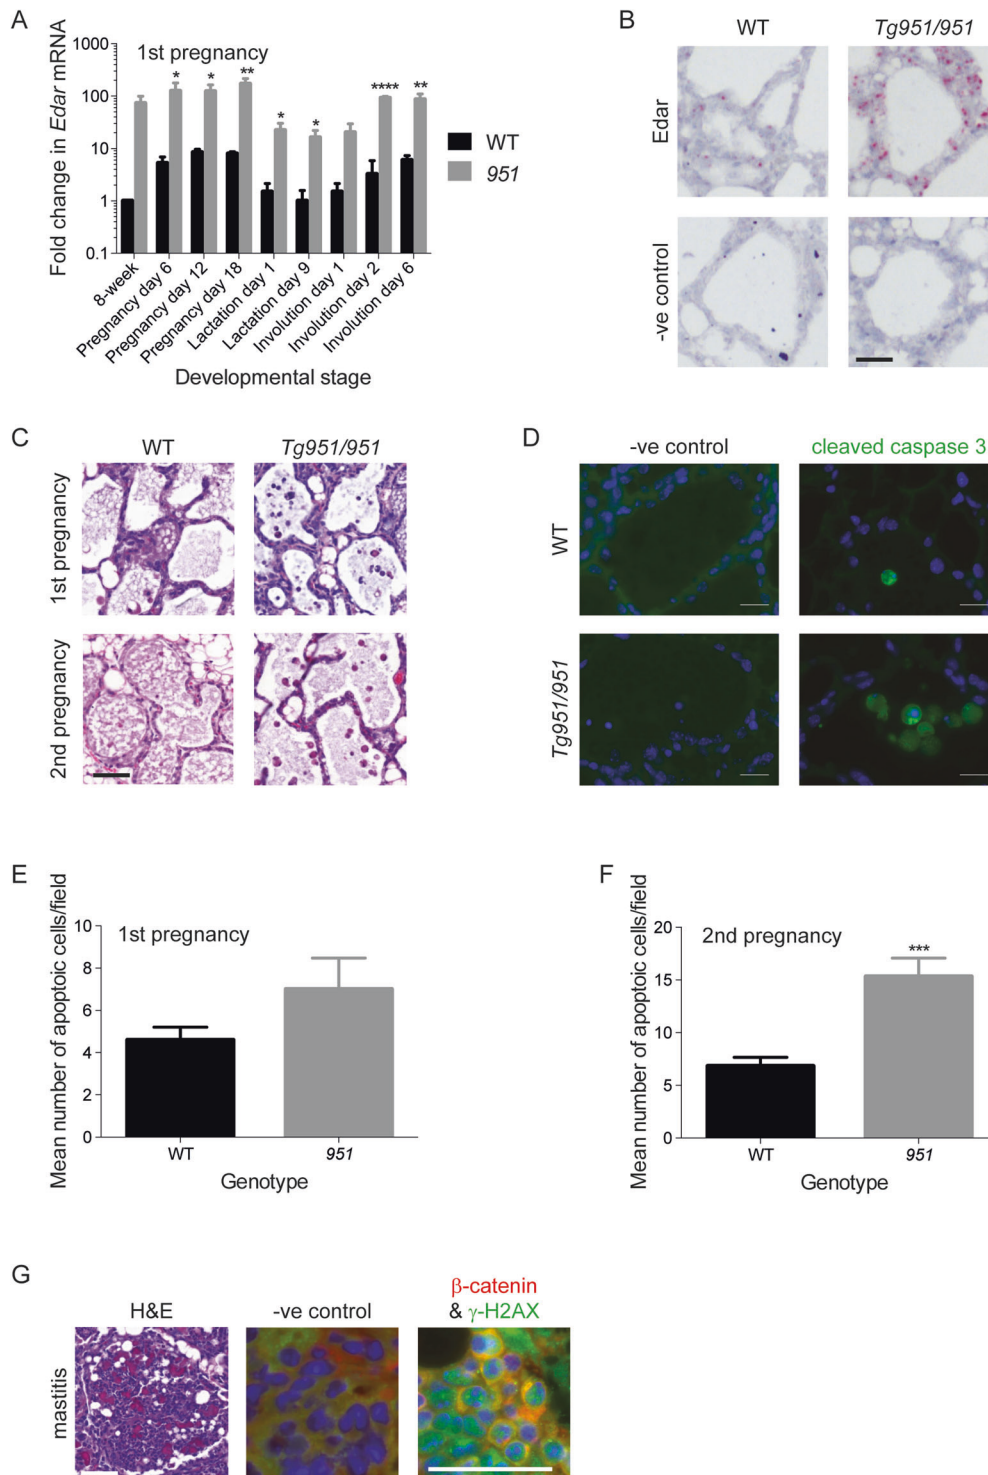 A
1st pregnancy
Fold change in Edar mRNA
1000
100
10
1
0.1
* * ** * * **** **
WT
951
8-week
Pregnancy day 6
Pregnancy day 12
Pregnancy day 18
Lactation day 1
Lactation day 9
Involution day 1
Involution day 2
Involution day 6
Developmental stage
B
WT Tg951/951
Edar
-ve control
C
WT Tg951/951
1st pregnancy
2nd pregnancy
D
-ve control cleaved caspase 3
WT
Tg951/951
E
Mean number of apoptoic cells/field
1st pregnancy
10
8
6
4
2
0
WT 951
Genotype
F
Mean number of apoptoic cells/field
2nd pregnancy
20
15
10
5
0
***
WT 951
Genotype
G
H&E -ve control β-catenin
& γ-H2AX
mastitis